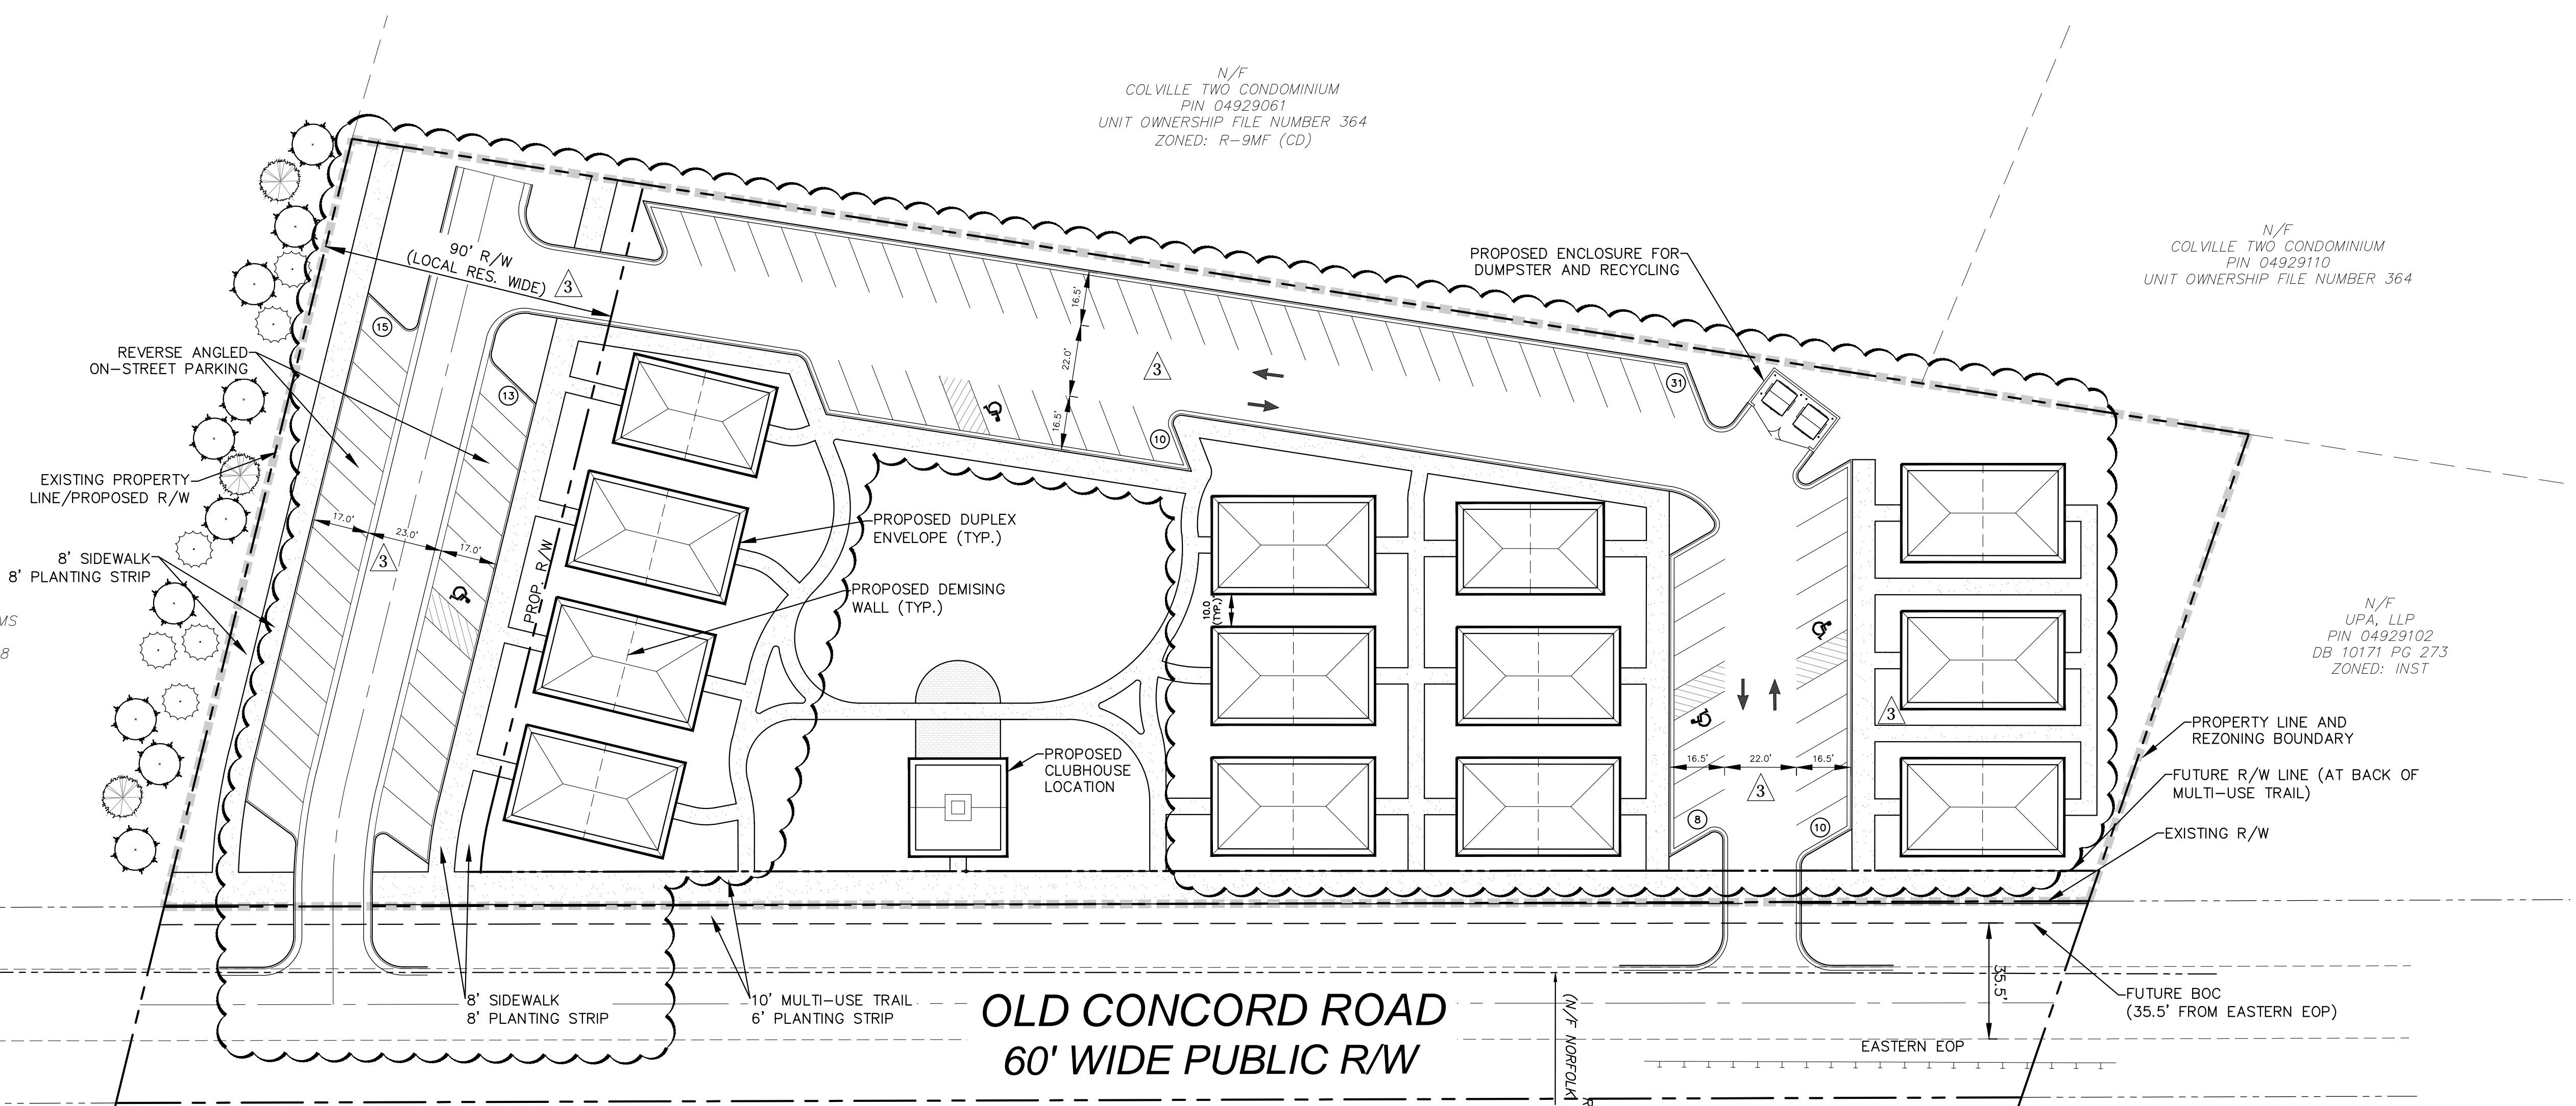 N/F
COLVILLE TWO CONDOMINIUM
PIN 04929061
UNIT OWNERSHIP FILE NUMBER 364
ZONED: R-9MF (CD)
N/F
COLVILLE TWO CONDOMINIUM
PIN 04929110
UNIT OWNERSHIP FILE NUMBER 364
PROPOSED ENCLOSURE FOR
DUMPSTER AND RECYCLING
90' R/W
(LOCAL RES. WIDE)
3
16.5'
22.0'
16.5'
3
15
REVERSE ANGLED
ON-STREET PARKING
13
31
10
EXISTING PROPERTY
LINE/PROPOSED R/W
17.0'
23.0'
17.0'
3
PROP. R/W
PROPOSED DUPLEX
ENVELOPE (TYP.)
8' SIDEWALK
8' PLANTING STRIP
PROPOSED DEMISING
WALL (TYP.)
10.0
(TYP.)
MS
8
N/F
UPA, LLP
PIN 04929102
DB 10171 PG 273
ZONED: INST
3
PROPERTY LINE AND
REZONING BOUNDARY
PROPOSED
CLUBHOUSE
LOCATION
16.5'
22.0'
16.5'
3
FUTURE R/W LINE (AT BACK OF
MULTI-USE TRAIL)
8
10
EXISTING R/W
8' SIDEWALK
8' PLANTING STRIP
10' MULTI-USE TRAIL
6' PLANTING STRIP
OLD CONCORD ROAD
60' WIDE PUBLIC R/W
(N/F NORFOLK
R
35.5'
FUTURE BOC
(35.5' FROM EASTERN EOP)
EASTERN EOP